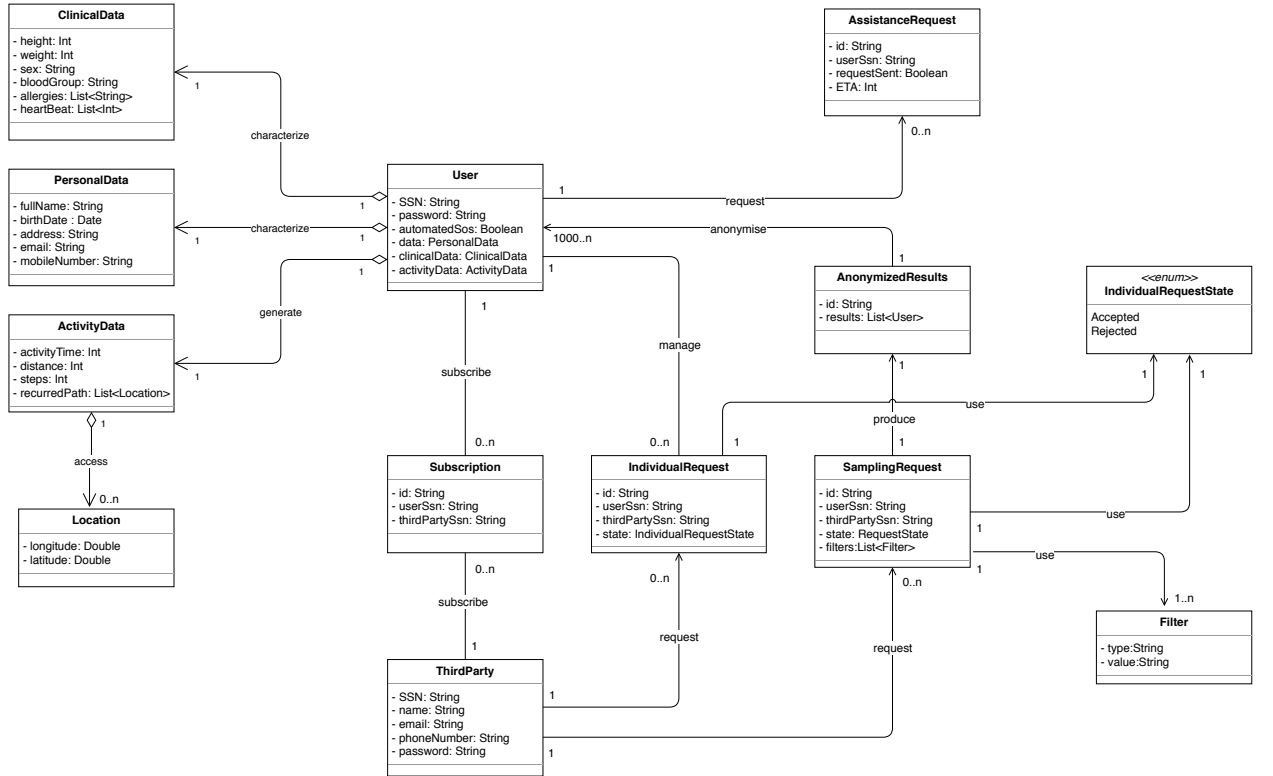 ClinicalData
- height: Int
- weight: Int
- sex: String
- bloodGroup: String
- allergies: List<String>
- heartBeat: List<Int>
1
characterize
1
AssistanceRequest
- id: String
- userSsn: String
- requestSent: Boolean
- ETA: Int
0..n
PersonalData
- fullName: String
- birthDate : Date
- address: String
- email: String
- mobileNumber: String
1
characterize
1
User
- SSN: String
- password: String
- automatedSos: Boolean
- data: PersonalData
- clinicalData: ClinicalData
- activityData: ActivityData
1
request
anonymise
1000..n
1
1
1
generate
1
1
ActivityData
- activityTime: Int
- distance: Int
- steps: Int
- recurredPath: List<Location>
1
access
0..n
AnonymizedResults
- id: String
- results: List<User>
1
produce
1
<<enum>>
IndividualRequestState
Accepted
Rejected
1
1
subscribe
0..n
manage
0..n
use
1
Location
- longitude: Double
- latitude: Double
Subscription
- id: String
- userSsn: String
- thirdPartySsn: String
0..n
subscribe
1
IndividualRequest
- id: String
- userSsn: String
- thirdPartySsn: String
- state: IndividualRequestState
0..n
request
1
SamplingRequest
- id: String
- userSsn: String
- thirdPartySsn: String
- state: RequestState
- filters:List<Filter>
1
use
1
use
0..n
1..n
request
1
Filter
- type:String
- value:String
ThirdParty
- SSN: String
- name: String
- email: String
- phoneNumber: String
- password: String